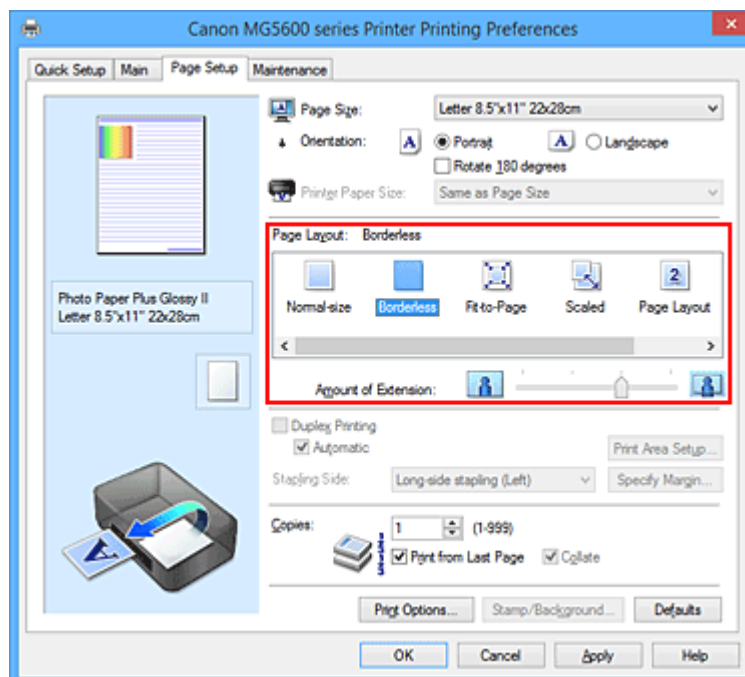 Canon MG5600 series Printer Printing Preferences
Quick Setup Main Page Setup Maintenance
Page Size: Letter 8.5"x11" 22x28cm
Orientation: A Portrait A Landscape
Rotate 180 degrees
Printer Paper Size: Same as Page Size
Page Layout: Borderless
Normal-size Borderless Fit-to-Page Scaled 2 Page Layout
Photo Paper Plus Glossy II
Letter 8.5"x11" 22x28cm
Amount of Extension:
Duplex Printing
Automatic Print Area Setup...
Stapling Side: Long-side stapling (Left) Specify Margin...
Copies: 1 (1-999)
Print from Last Page Collate
A
Print Options... Stamp/Background... Defaults
OK Cancel Apply Help